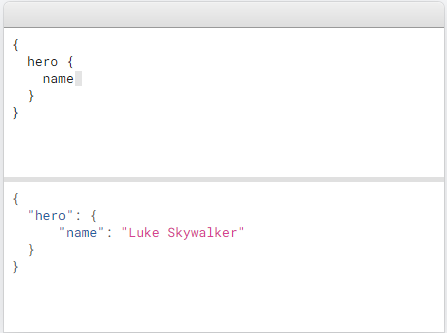 {
  hero {
    name
  }
}
{
  "hero": {
      "name": "Luke Skywalker"
  }
}